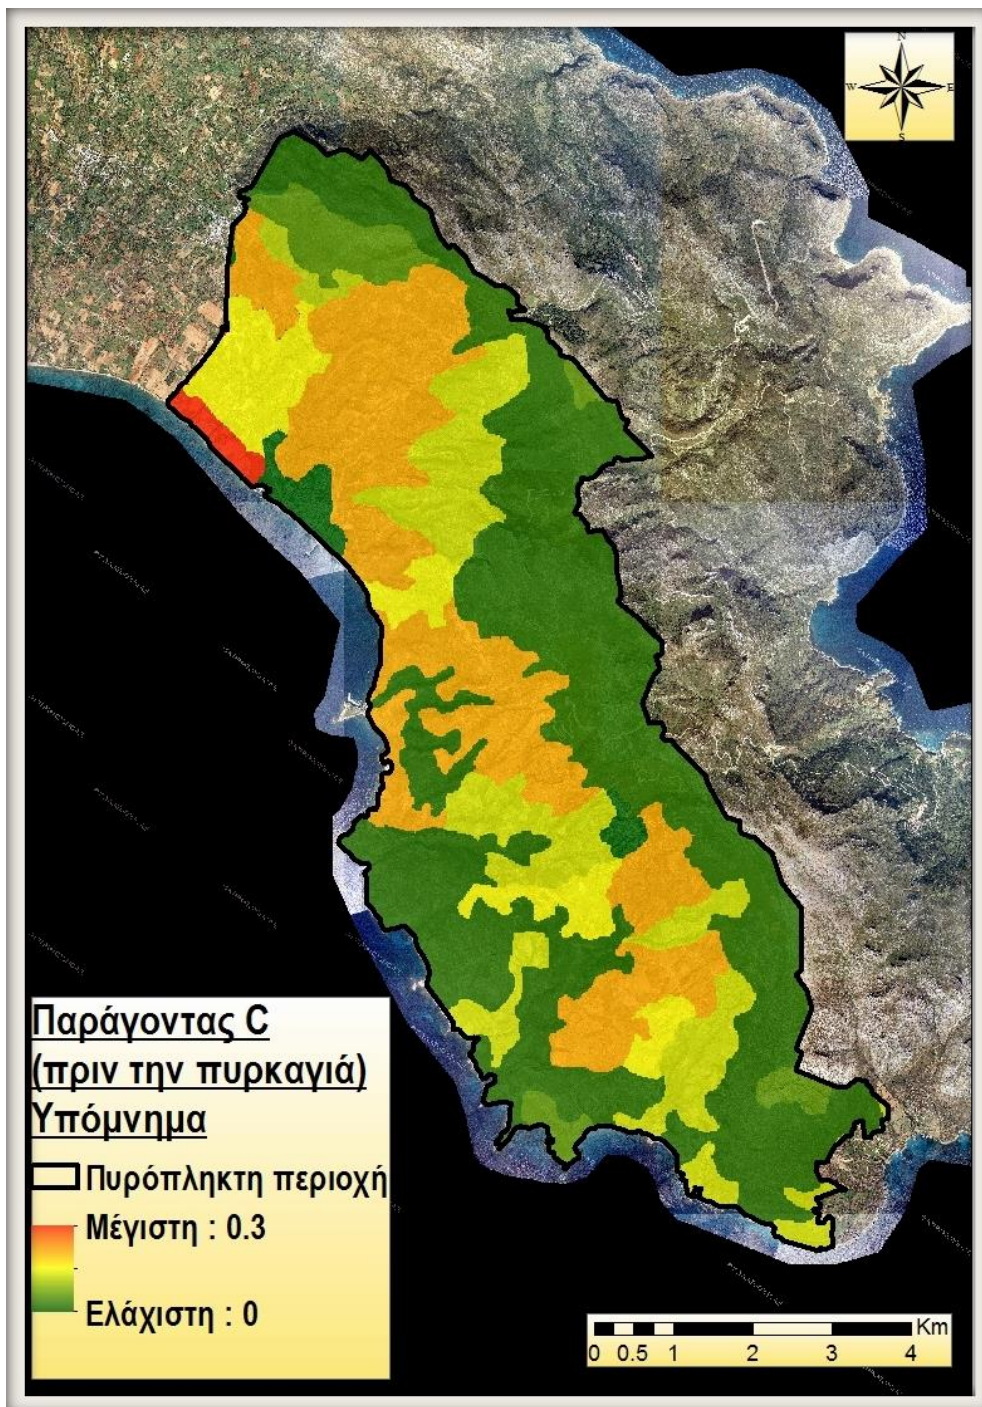 N
W E
S
Παράγοντας C
(πριν την πυρκαγιά)
Υπόμνημα
Πυρόπληκτη περιοχή
Μέγιστη : 0.3
Ελάχιστη : 0
Km
0 0.5 1 2 3 4